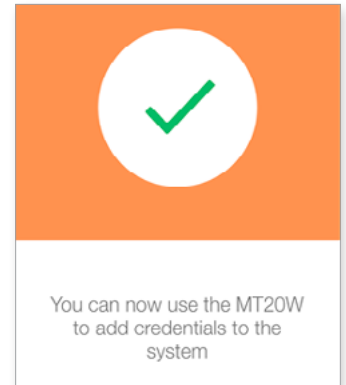 You can now use the MT20W
to add credentials to the
system